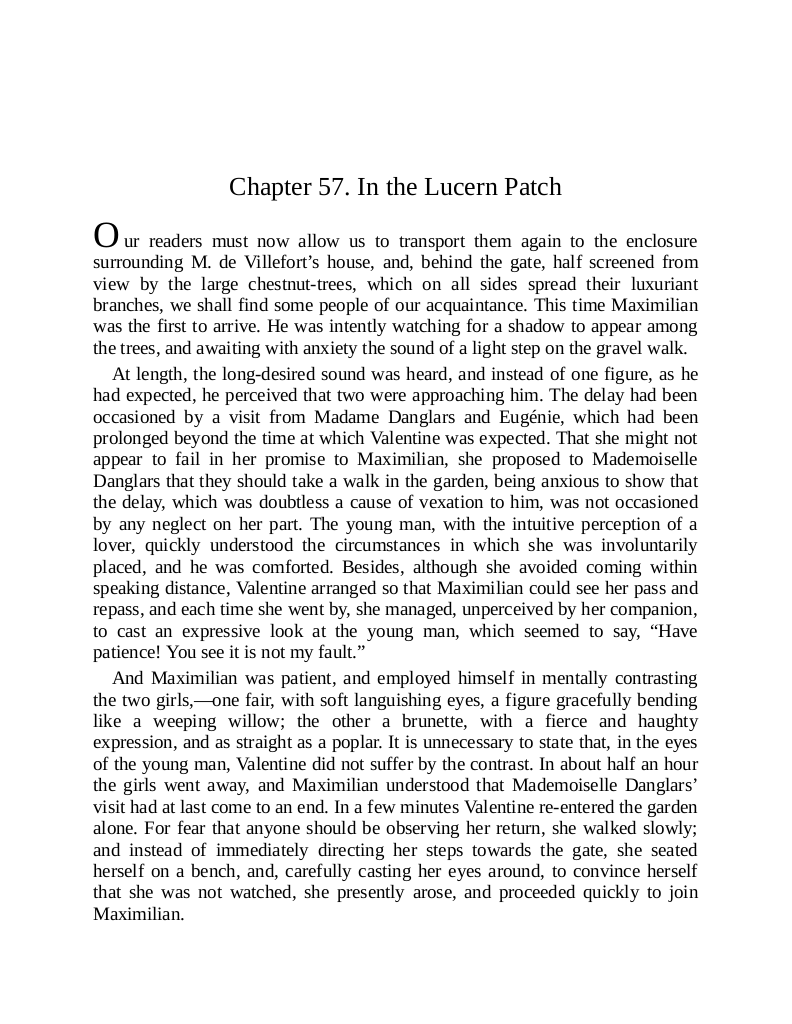 Chapter 57. In the Lucern Patch
Our readers must now allow us to transport them again to the enclosure
surrounding M. de Villefort’s house, and, behind the gate, half screened from
view by the large chestnut-trees, which on all sides spread their luxuriant
branches, we shall find some people of our acquaintance. This time Maximilian
was the first to arrive. He was intently watching for a shadow to appear among
the trees, and awaiting with anxiety the sound of a light step on the gravel walk.
At length, the long-desired sound was heard, and instead of one figure, as he
had expected, he perceived that two were approaching him. The delay had been
occasioned by a visit from Madame Danglars and Eugénie, which had been
prolonged beyond the time at which Valentine was expected. That she might not
appear to fail in her promise to Maximilian, she proposed to Mademoiselle
Danglars that they should take a walk in the garden, being anxious to show that
the delay, which was doubtless a cause of vexation to him, was not occasioned
by any neglect on her part. The young man, with the intuitive perception of a
lover, quickly understood the circumstances in which she was involuntarily
placed, and he was comforted. Besides, although she avoided coming within
speaking distance, Valentine arranged so that Maximilian could see her pass and
repass, and each time she went by, she managed, unperceived by her companion,
to cast an expressive look at the young man, which seemed to say, “Have
patience! You see it is not my fault.”
And Maximilian was patient, and employed himself in mentally contrasting
the two girls,—one fair, with soft languishing eyes, a figure gracefully bending
like a weeping willow; the other a brunette, with a fierce and haughty
expression, and as straight as a poplar. It is unnecessary to state that, in the eyes
of the young man, Valentine did not suffer by the contrast. In about half an hour
the girls went away, and Maximilian understood that Mademoiselle Danglars’
visit had at last come to an end. In a few minutes Valentine re-entered the garden
alone. For fear that anyone should be observing her return, she walked slowly;
and instead of immediately directing her steps towards the gate, she seated
herself on a bench, and, carefully casting her eyes around, to convince herself
that she was not watched, she presently arose, and proceeded quickly to join
Maximilian.